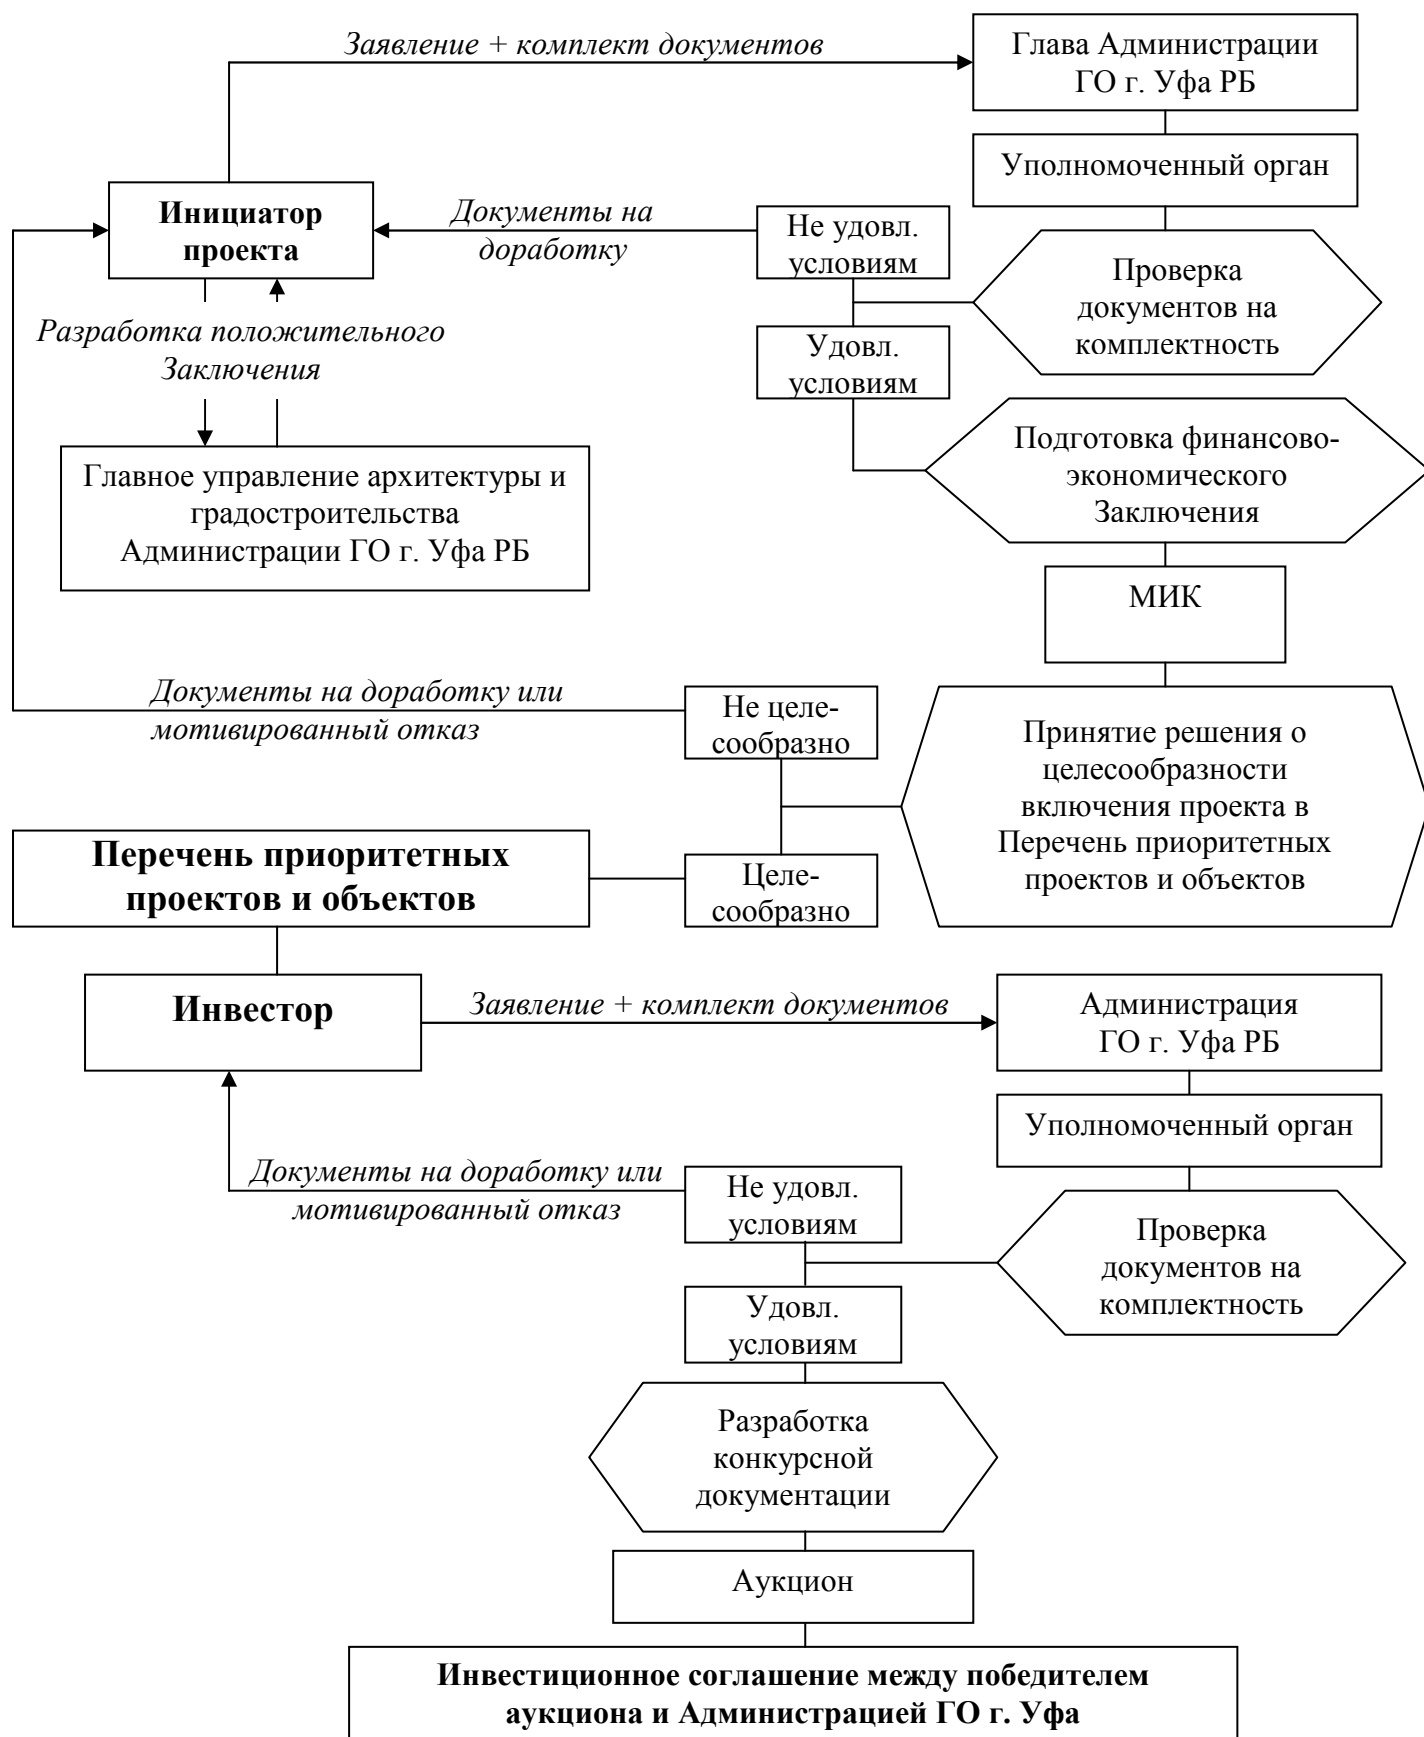 Заявление + комплект документов
Глава Администрации
ГО г. Уфа РБ
Уполномоченный орган
Инициатор
проекта
Документы на
доработку
Не удовл.
условиям
Проверка
документов на
комплектность
Разработка положительного
Заключения
Удовл.
условиям
Главное управление архитектуры и
градостроительства
Администрации ГО г. Уфа РБ
Подготовка финансово-
экономического
Заключения
МИК
Документы на доработку или
мотивированный отказ
Не целе-
сообразно
Принятие решения о
целесообразности
включения проекта в
Перечень приоритетных
проектов и объектов
Перечень приоритетных
проектов и объектов
Целе-
сообразно
Инвестор
Заявление + комплект документов
Администрация
ГО г. Уфа РБ
Уполномоченный орган
Документы на доработку или
мотивированный отказ
Не удовл.
условиям
Проверка
документов на
комплектность
Удовл.
условиям
Разработка
конкурсной
документации
Аукцион
Инвестиционное соглашение между победителем
аукциона и Администрацией ГО г. Уфа